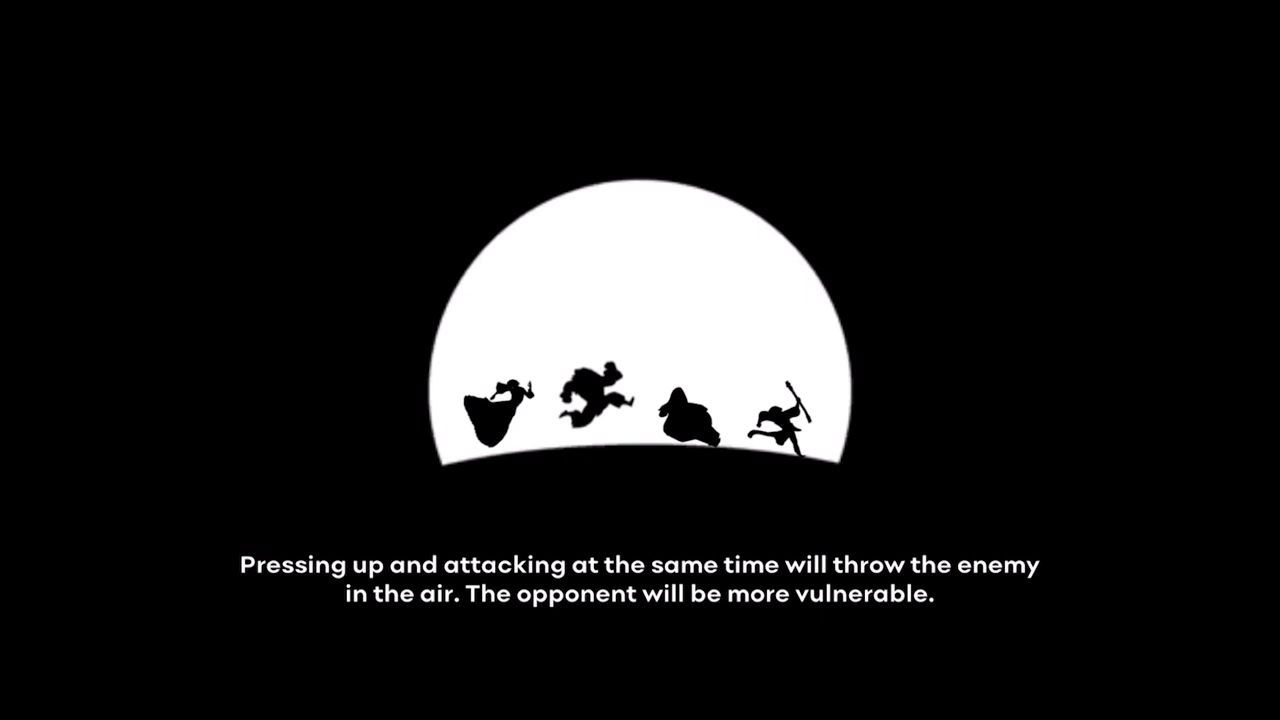 Pressing up and attacking at the same time will throw the enemy
in the air. The opponent will be more vulnerable.